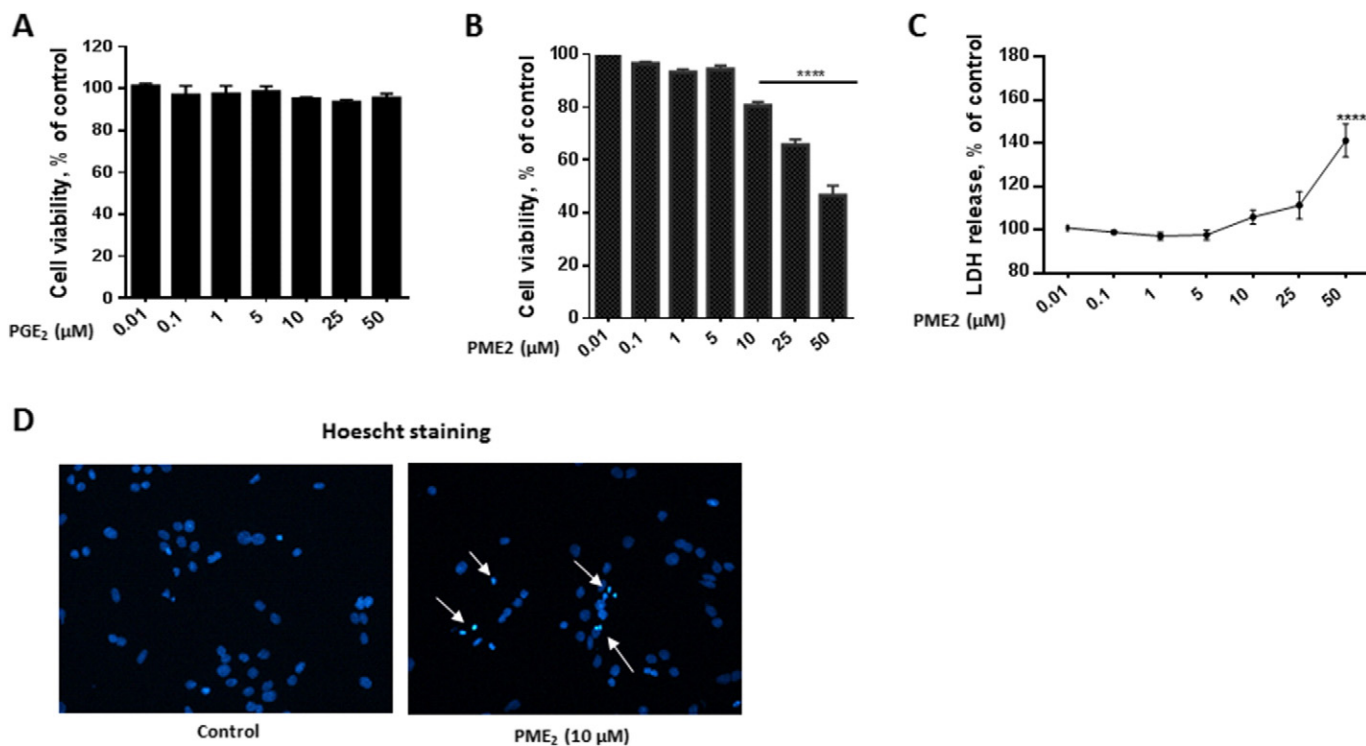 A
120
100
80
60
40
20
0
Cell viability, % of control
0.01 0.1 1 5 10 25 50
PGE₂ (µM)
B
100
80
60
40
20
0
Cell viability, % of control
****
0.01 0.1 1 5 10 25 50
PME2 (µM)
C
180
160
140
120
100
80
LDH release, % of control
****
0.01 0.1 1 5 10 25 50
PME2 (µM)
D
Hoescht staining
Control
PME₂ (10 µM)